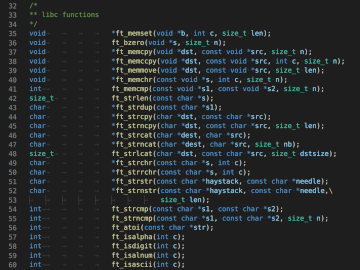 32 /*
33 ** libc functions
34 */
35 void *ft_memset(void *b, int c, size_t len);
36 void ft_bzero(void *s, size_t n);
37 void *ft_memcpy(void *dst, const void *src, size_t n);
38 void *ft_memccpy(void *dst, const void *src, int c, size_t n);
39 void *ft_memmove(void *dst, const void *src, size_t len);
40 void *ft_memchr(const void *s, int c, size_t n);
41 int ft_memcmp(const void *s1, const void *s2, size_t n);
42 size_t ft_strlen(const char *s);
43 char *ft_strdup(const char *s1);
44 char *ft_strcpy(char *dst, const char *src);
45 char *ft_strncpy(char *dst, const char *src, size_t len);
46 char *ft_strcat(char *dest, char *src);
47 char *ft_strncat(char *dest, char *src, size_t nb);
48 size_t ft_strlcat(char *dst, const char *src, size_t dstsize);
49 char *ft_strchr(const char *s, int c);
50 char *ft_strrchr(const char *s, int c);
51 char *ft_strstr(const char *haystack, const char *needle);
52 char *ft_strnstr(const char *haystack, const char *needle,\
53 size_t len);
54 int ft_strcmp(const char *s1, const char *s2);
55 int ft_strncmp(const char *s1, const char *s2, size_t n);
56 int ft_atoi(const char *str);
57 int ft_isalpha(int c);
58 int ft_isdigit(int c);
59 int ft_isalnum(int c);
60 int ft_isascii(int c);